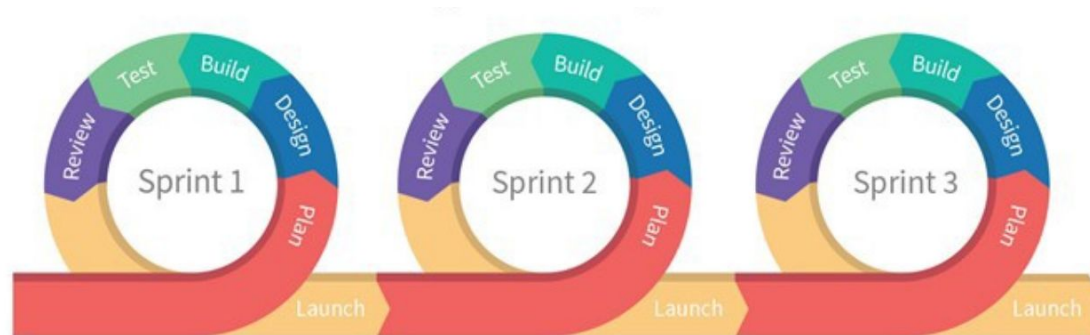 Test
Build
Design
Review
Sprint 1
Plan
Launch
Test
Build
Design
Review
Sprint 2
Plan
Launch
Test
Build
Design
Review
Sprint 3
Plan
Launch